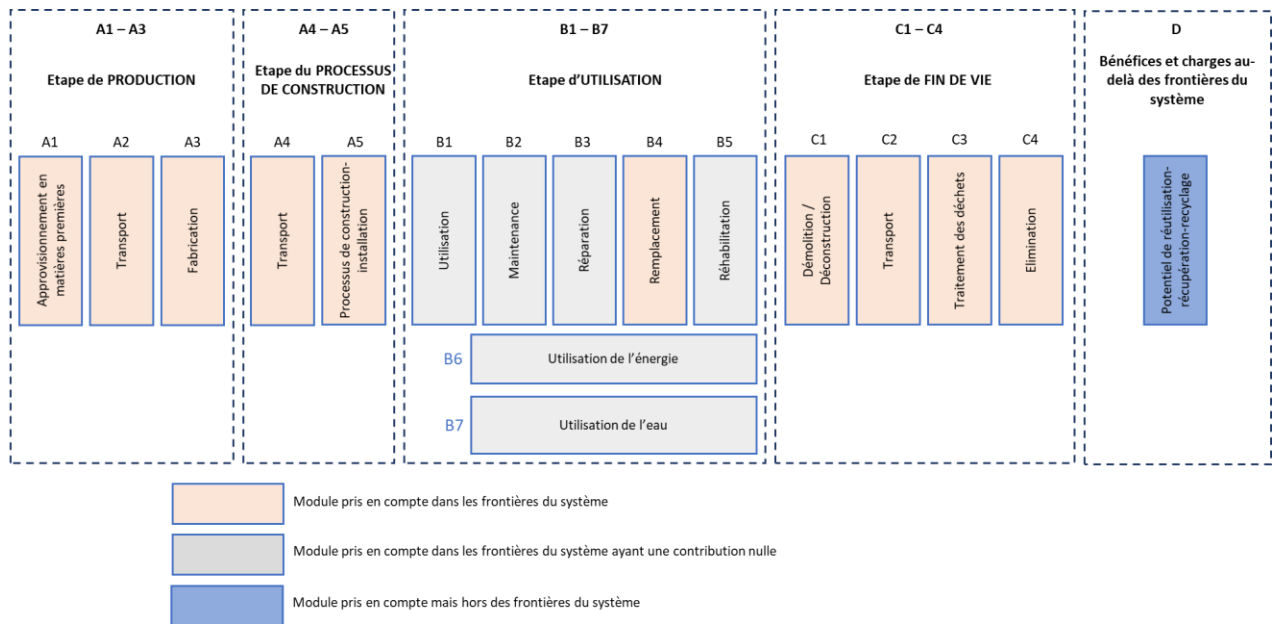 A1 – A3
Etape de PRODUCTION
A1
A2
A3
Approvisionnement en
matières premières
Transport
Fabrication
A4 – A5
Etape du PROCESSUS
DE CONSTRUCTION
A4
A5
Transport
Processus de construction-
installation
B1 – B7
Etape d’UTILISATION
B1
B2
B3
B4
B5
Utilisation
Maintenance
Réparation
Remplacement
Réhabilitation
B6
Utilisation de l’énergie
B7
Utilisation de l’eau
C1 – C4
Etape de FIN DE VIE
C1
C2
C3
C4
Démolition /
Déconstruction
Transport
Traitement des déchets
Elimination
D
Bénéfices et charges au-
delà des frontières du
système
Potentiel de réutilisation-
récupération-recyclage
Module pris en compte dans les frontières du système
Module pris en compte dans les frontières du système ayant une contribution nulle
Module pris en compte mais hors des frontières du système